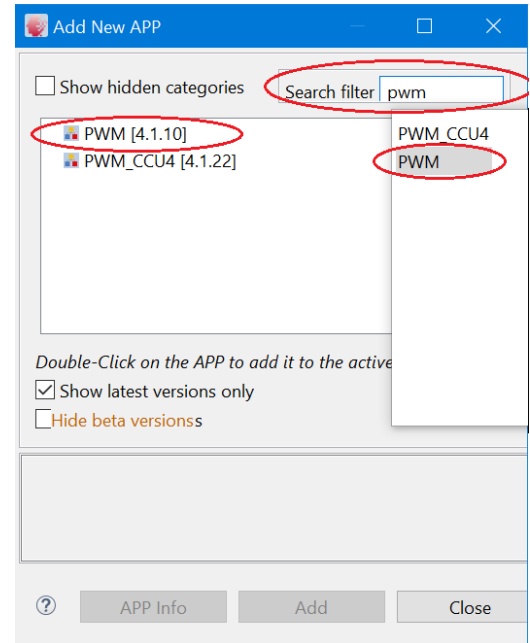 Add New APP
Show hidden categories
Search filter pwm
PWM [4.1.10]
PWM_CCU4 [4.1.22]
PWM_CCU4
PWM
Double-Click on the APP to add it to the active
Show latest versions only
Hide beta versionss
?
APP Info
Add
Close